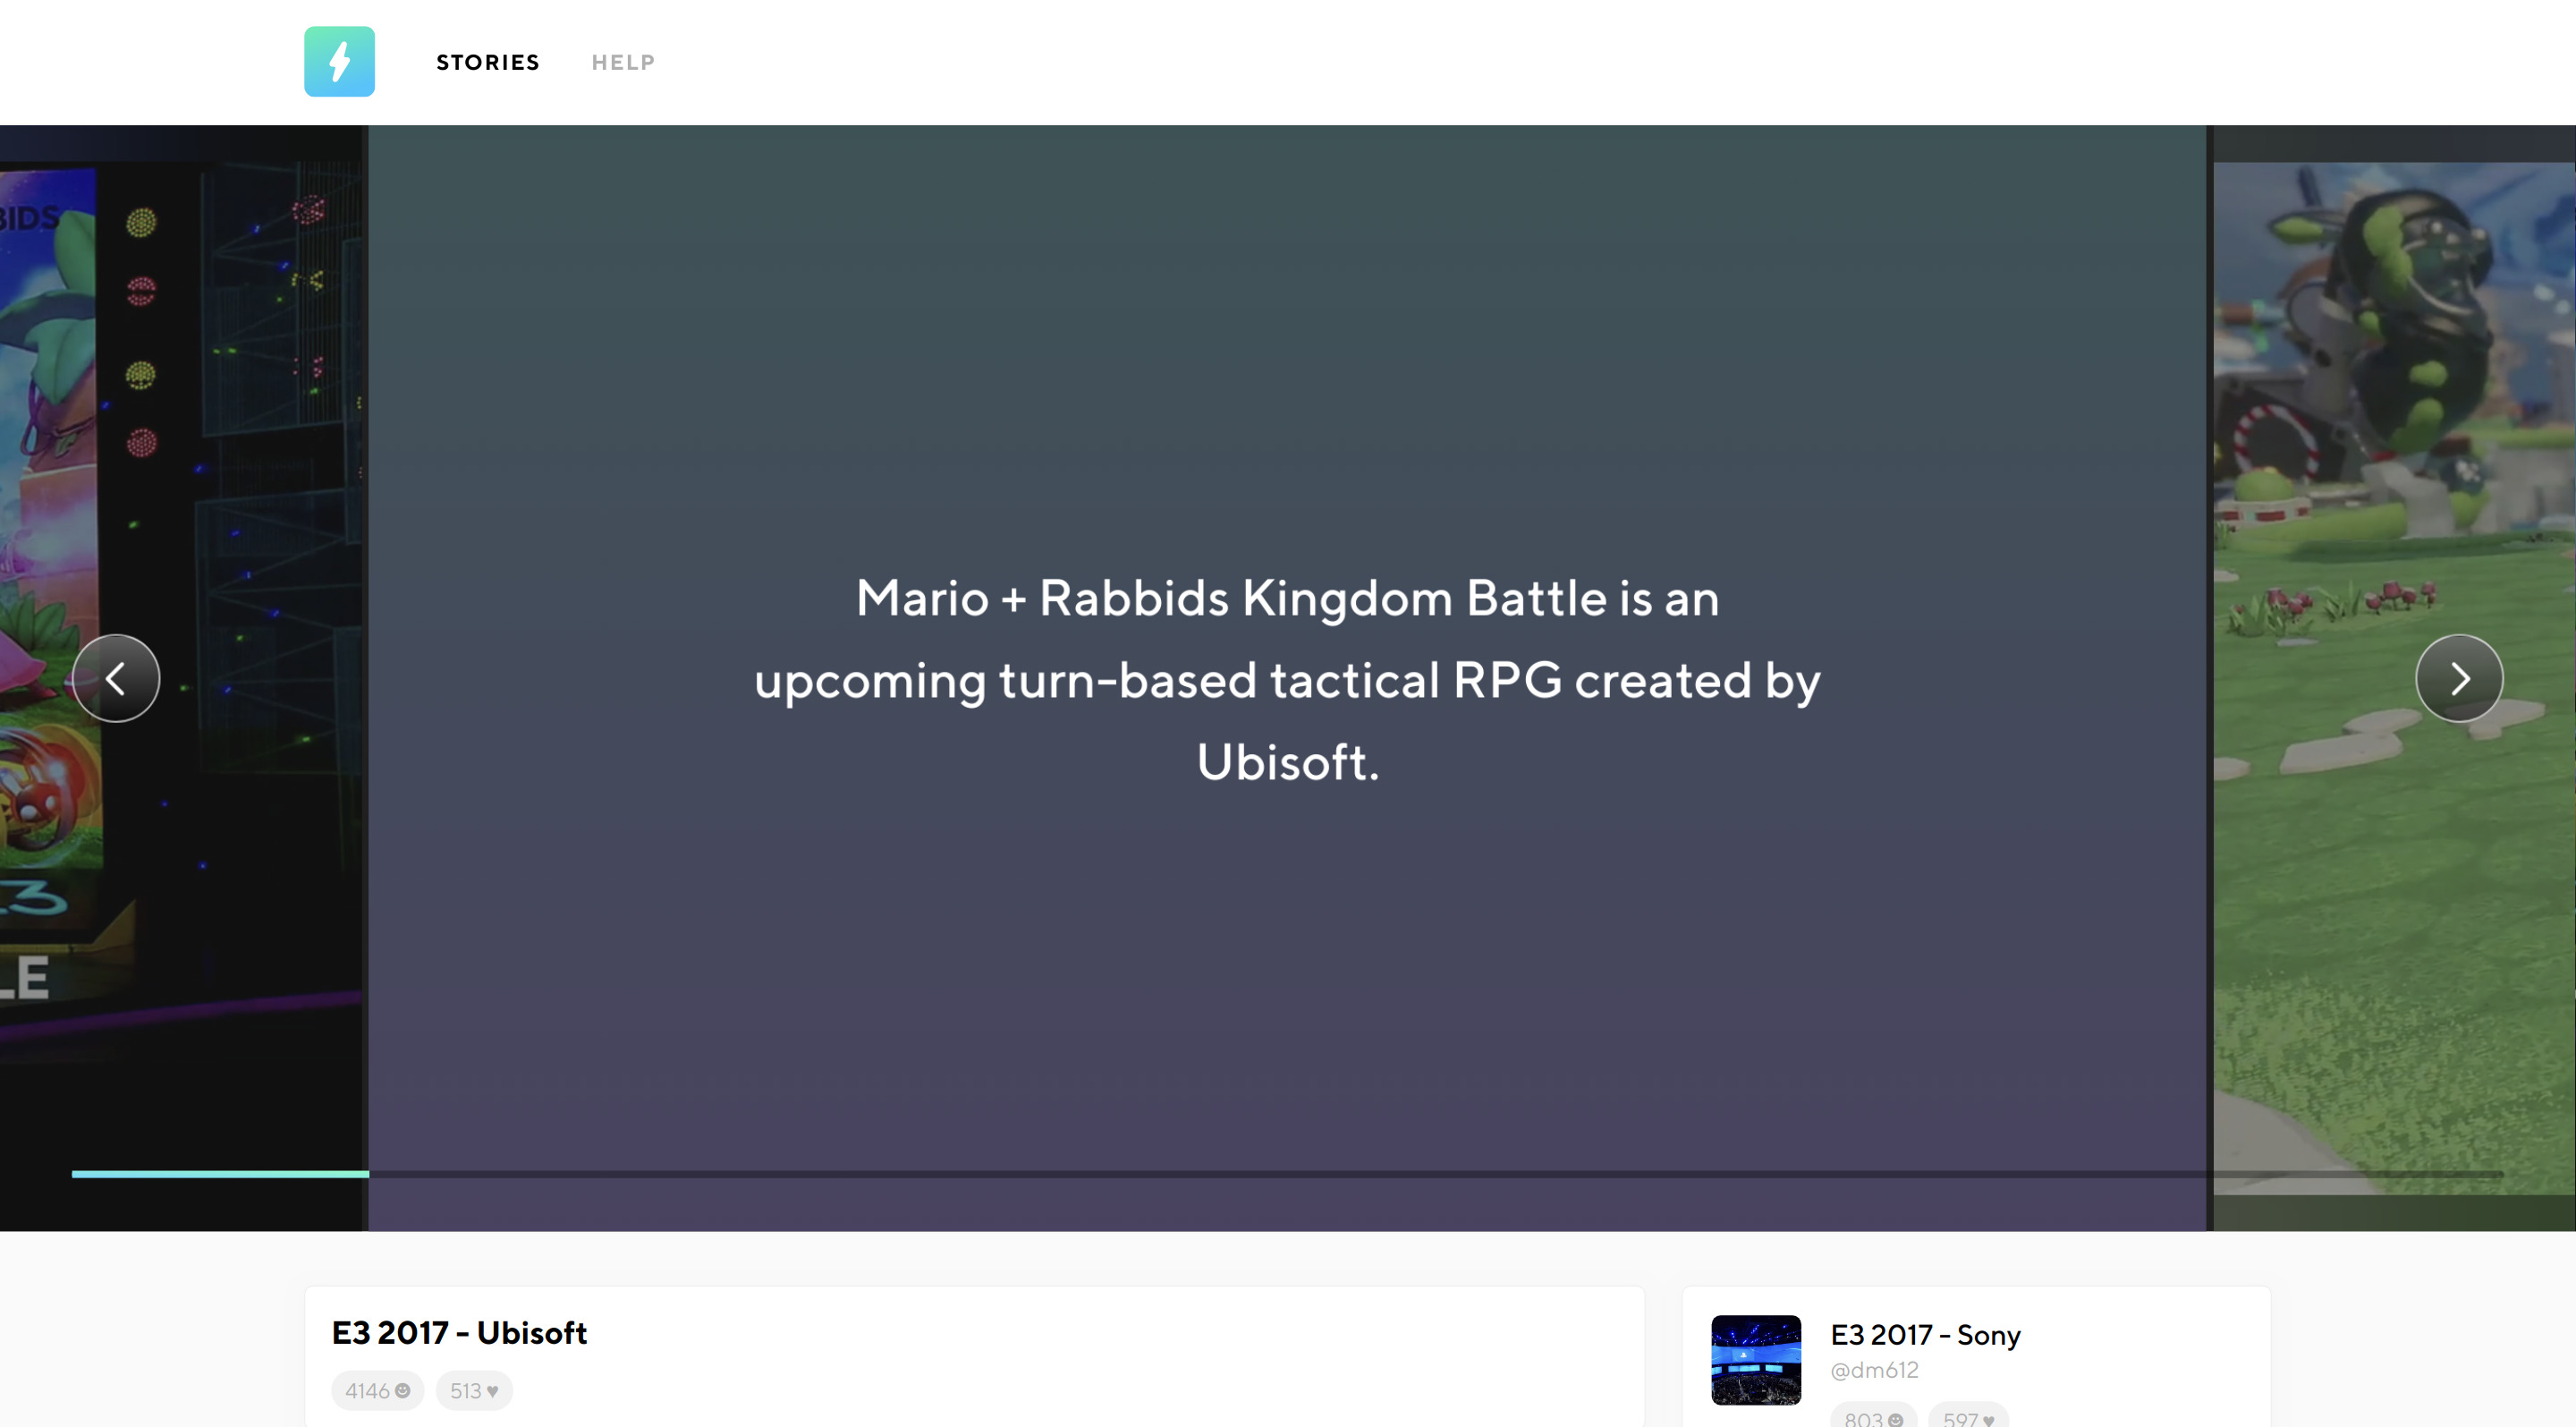 STORIES HELP
BIDS
3
LE
Mario + Rabbids Kingdom Battle is an
upcoming turn-based tactical RPG created by
Ubisoft.
E3 2017 - Ubisoft
4146
513
E3 2017 - Sony
@dm612
803
597